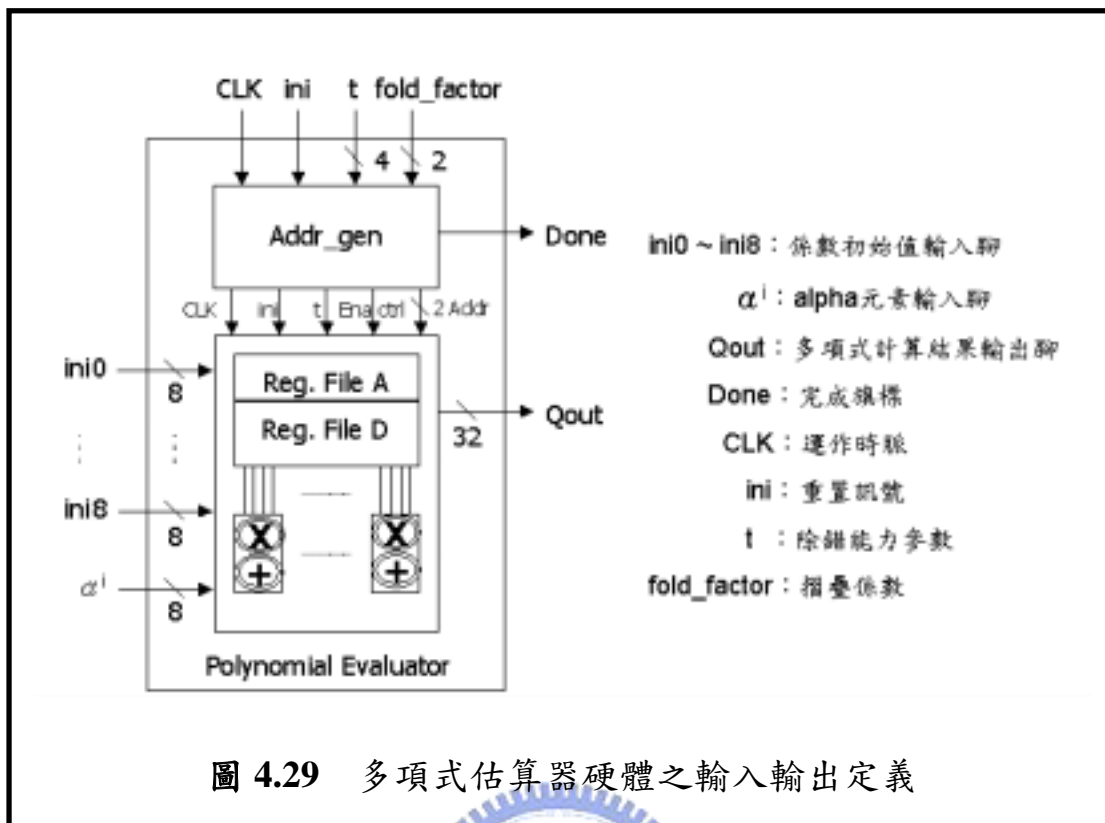 CLK ini t fold_factor
4 2
Addr_gen
Done
CLK ini t Ena ctrl 2 Addr
ini0
8
Reg. File A
Reg. File D
32
Qout
ini8
8
X X
+ +
αⁱ
8
Polynomial Evaluator
ini0 ~ ini8：係數初始值輸入腳
αⁱ：alpha元素輸入腳
Qout：多項式計算結果輸出腳
Done：完成旗標
CLK：運作時脈
ini：重置訊號
t：除錯能力參數
fold_factor：摺疊係數
圖 4.29 多項式估算器硬體之輸入輸出定義